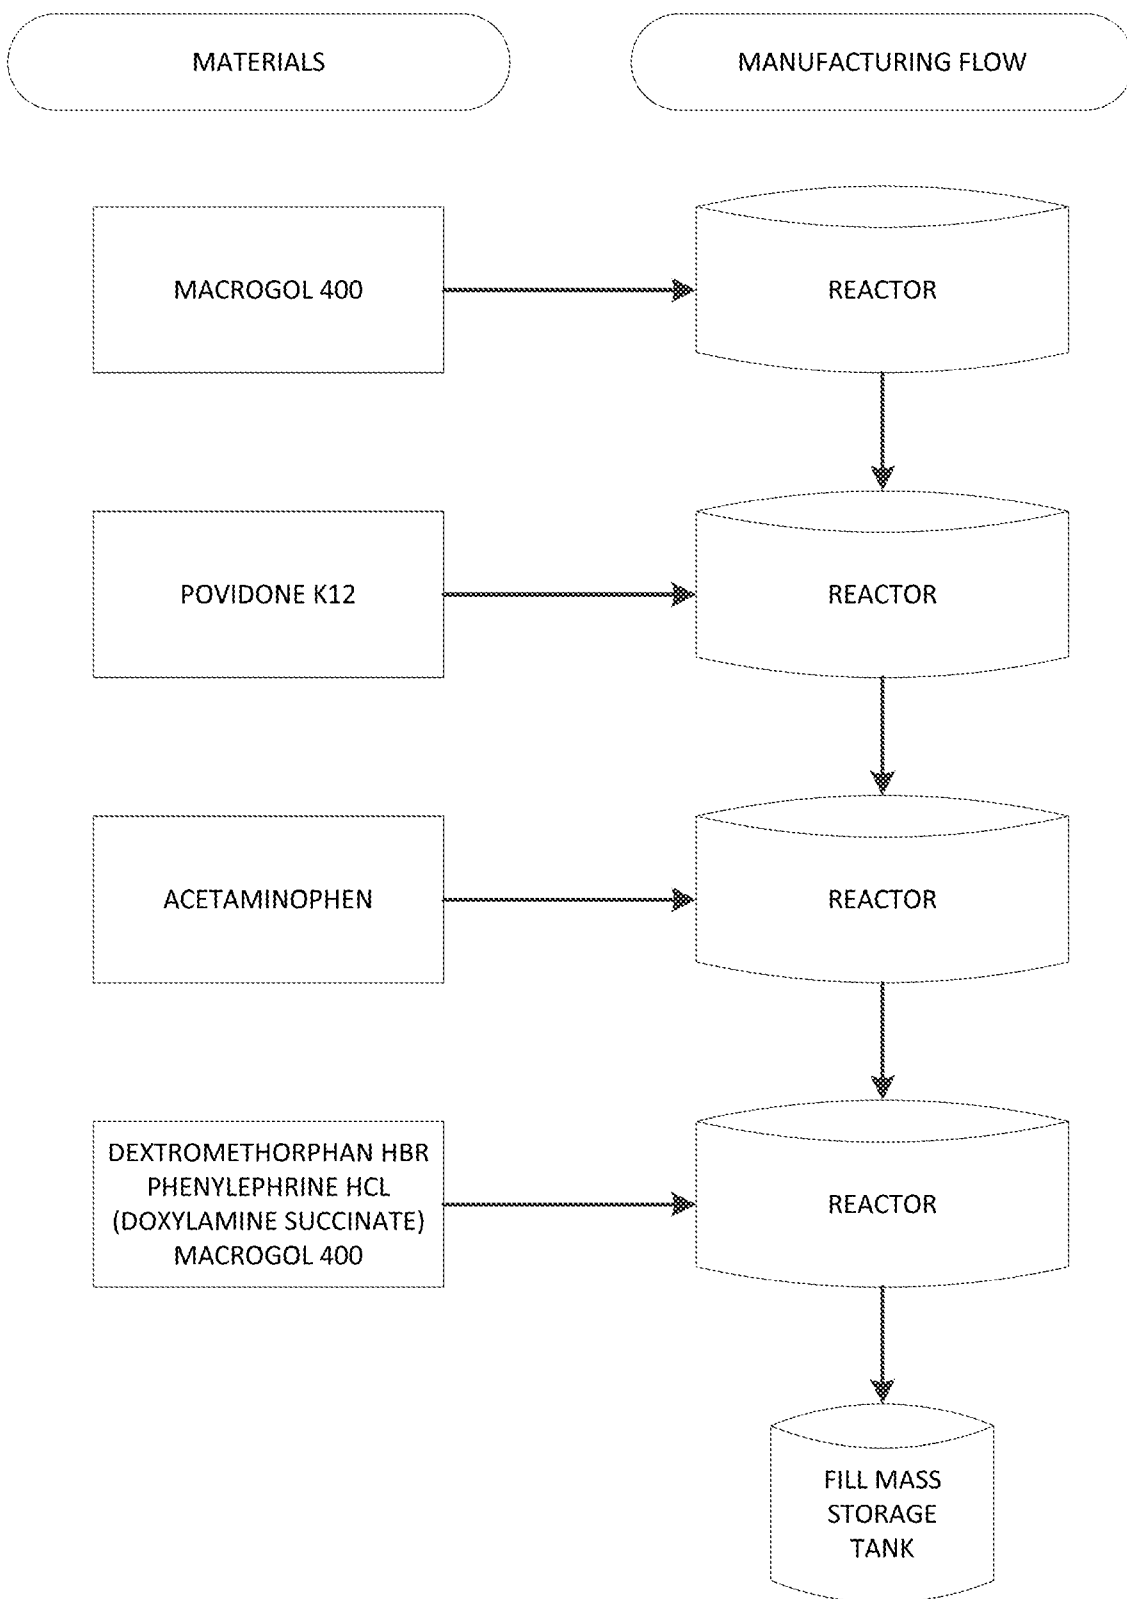 MATERIALS
MANUFACTURING FLOW
MACROGOL 400
REACTOR
POVIDONE K12
REACTOR
ACETAMINOPHEN
REACTOR
DEXTROMETHORPHAN HBR
PHENYLEPHRINE HCL
(DOXYLAMINE SUCCINATE)
MACROGOL 400
REACTOR
FILL MASS
STORAGE
TANK